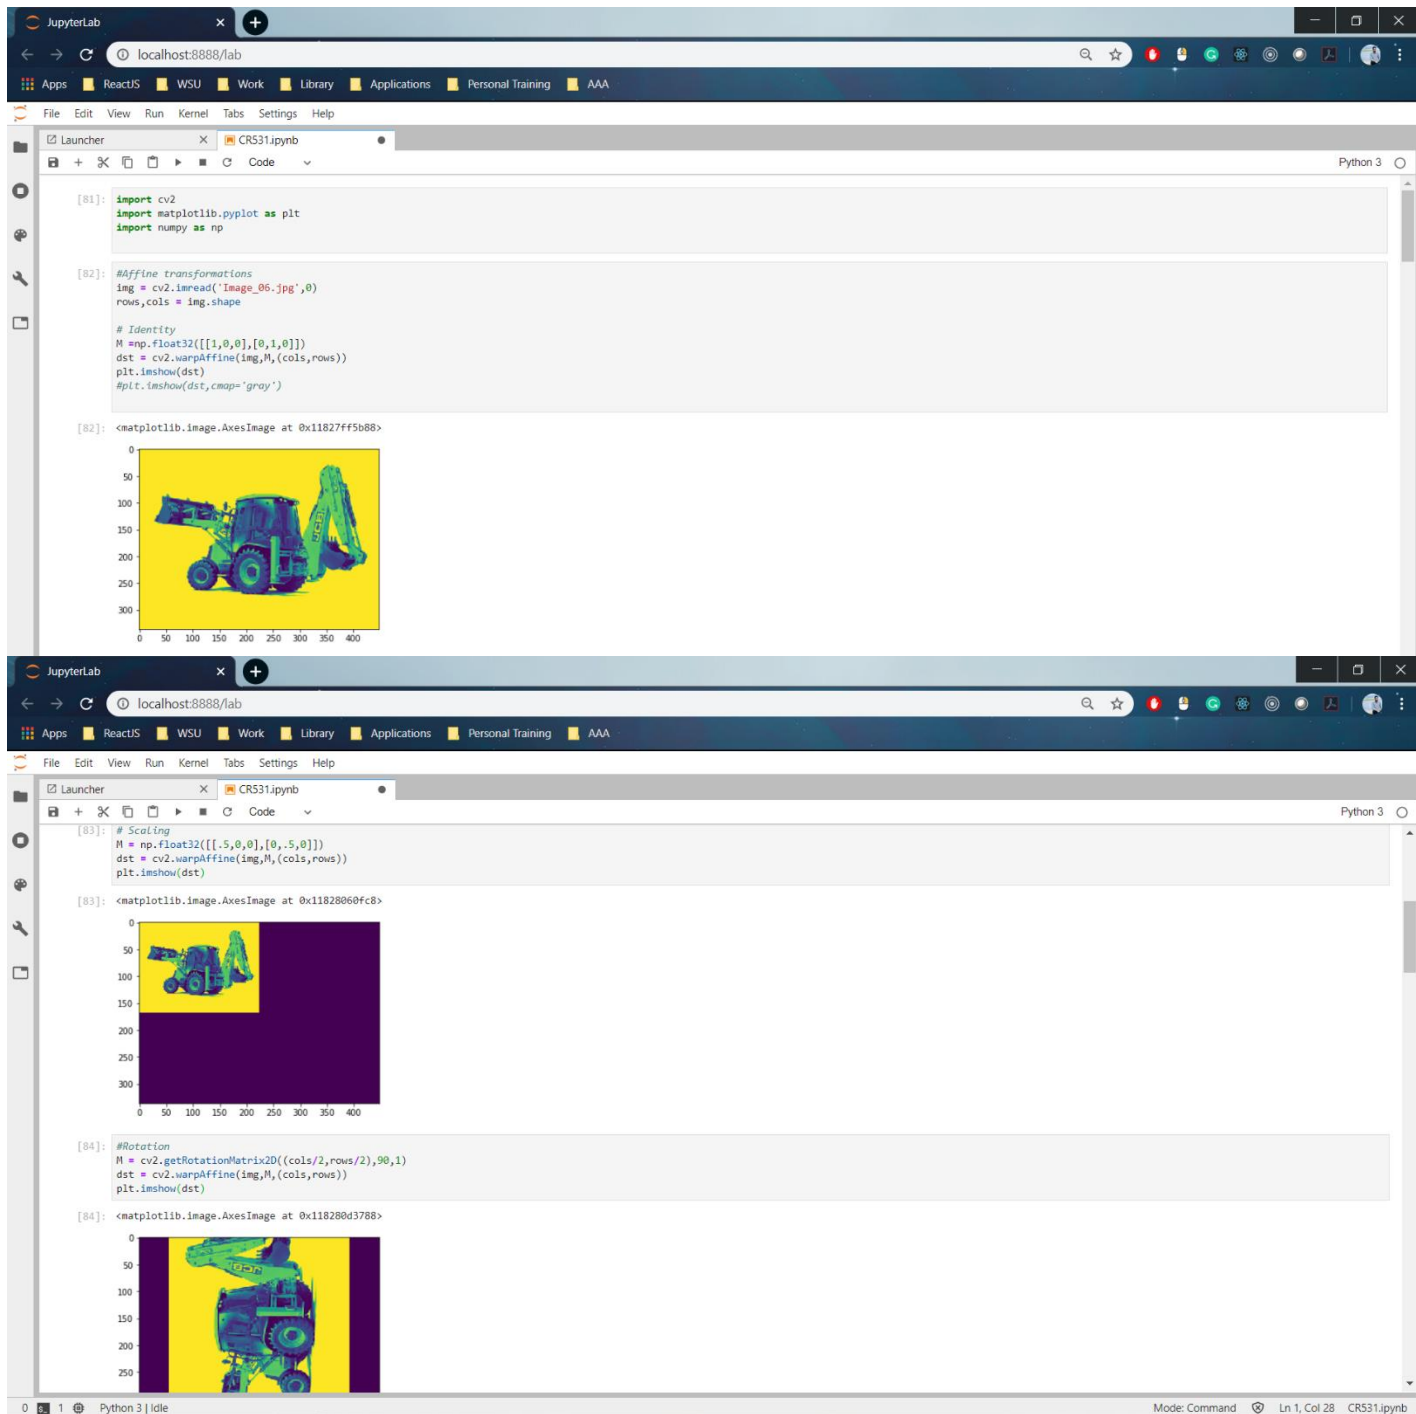 JupyterLab
localhost:8888/lab
Apps ReactJS WSU Work Library Applications Personal Training AAA
File Edit View Run Kernel Tabs Settings Help
Launcher CR531.ipynb
Code Python 3
[81]: import cv2
import matplotlib.pyplot as plt
import numpy as np
[82]: #Affine transformations
img = cv2.imread('Image_06.jpg',0)
rows,cols = img.shape
# Identity
M =np.float32([[1,0,0],[0,1,0]])
dst = cv2.warpAffine(img,M,(cols,rows))
plt.imshow(dst)
#plt.imshow(dst,cmap='gray')
[82]: <matplotlib.image.AxesImage at 0x11827ff5b88>
0
50
100
150
200
250
300
0 50 100 150 200 250 300 350 400
JCB
JupyterLab
localhost:8888/lab
Apps ReactJS WSU Work Library Applications Personal Training AAA
File Edit View Run Kernel Tabs Settings Help
Launcher CR531.ipynb
Code Python 3
[83]: # Scaling
M = np.float32([[.5,0,0],[0,.5,0]])
dst = cv2.warpAffine(img,M,(cols,rows))
plt.imshow(dst)
[83]: <matplotlib.image.AxesImage at 0x11828060fc8>
0
50
100
150
200
250
300
0 50 100 150 200 250 300 350 400
[84]: #Rotation
M = cv2.getRotationMatrix2D((cols/2,rows/2),90,1)
dst = cv2.warpAffine(img,M,(cols,rows))
plt.imshow(dst)
[84]: <matplotlib.image.AxesImage at 0x118280d3788>
0
50
100
150
200
250
JCB
0 1 Python 3 | Idle Mode: Command Ln 1, Col 28 CR531.ipynb